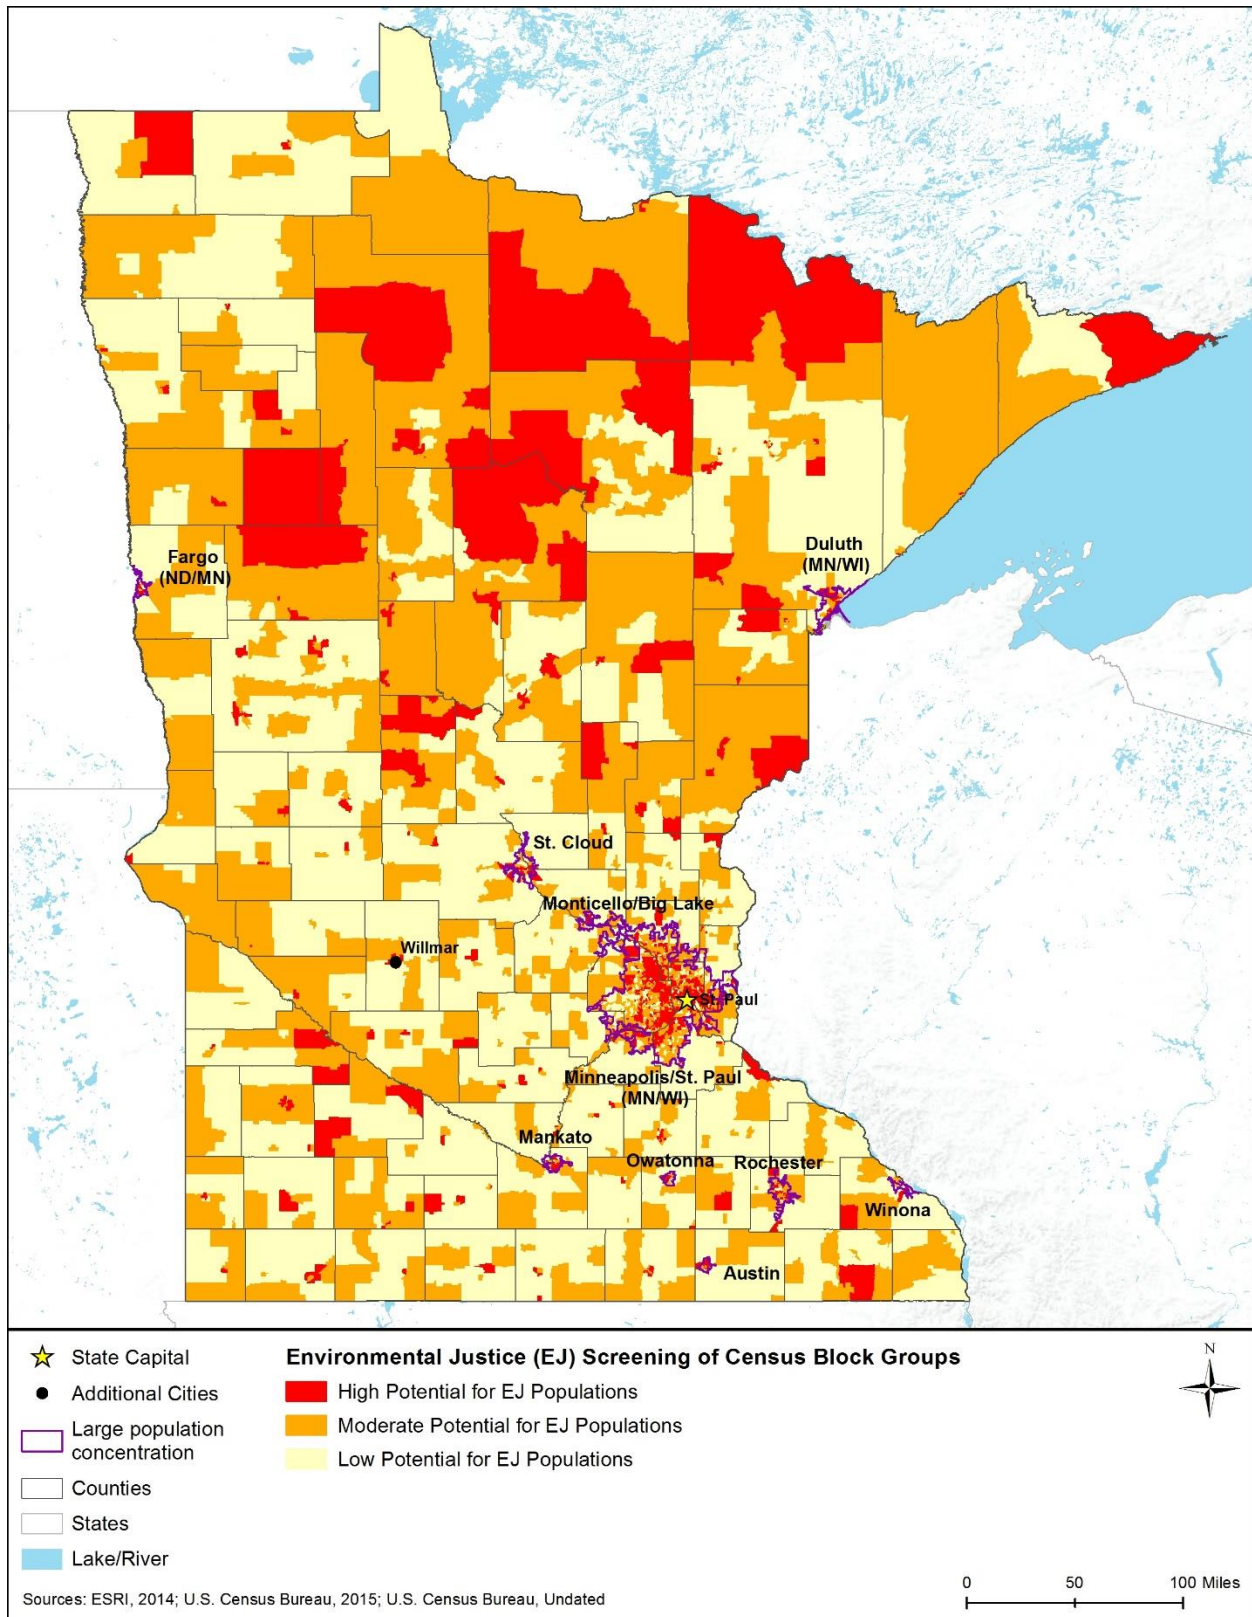 Fargo
(ND/MN)
Duluth
(MN/WI)
St. Cloud
Monticello/Big Lake
Willmar
St. Paul
Minneapolis/St. Paul
(MN/WI)
Mankato
Owatonna
Rochester
Winona
Austin
State Capital
Additional Cities
Large population
concentration
Counties
States
Lake/River
Environmental Justice (EJ) Screening of Census Block Groups
High Potential for EJ Populations
Moderate Potential for EJ Populations
Low Potential for EJ Populations
N
0 50 100 Miles
Sources: ESRI, 2014; U.S. Census Bureau, 2015; U.S. Census Bureau, Undated